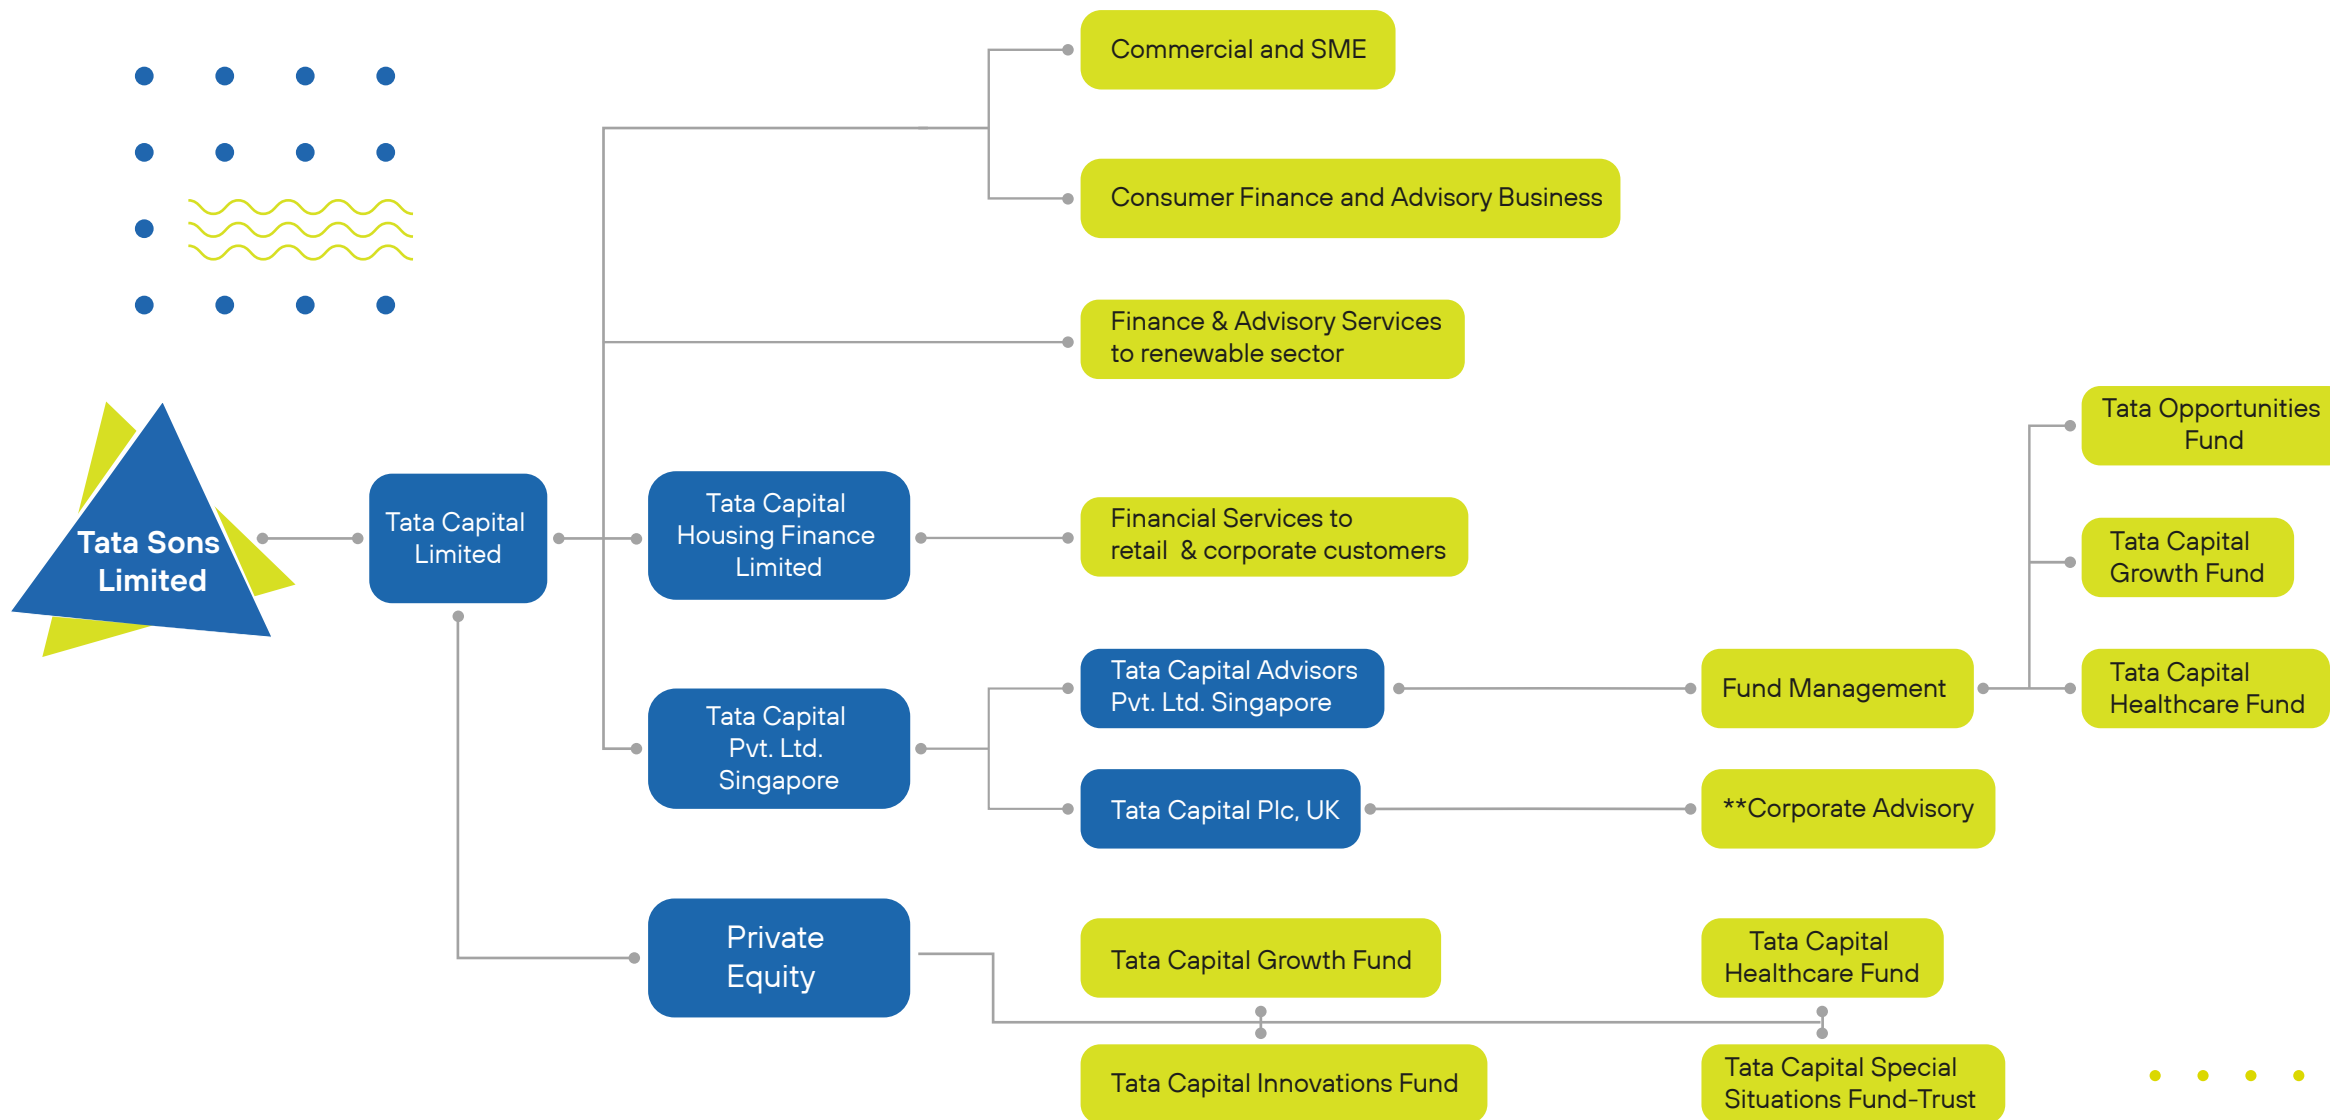 Commercial and SME
Consumer Finance and Advisory Business
Finance & Advisory Services
to renewable sector
Tata Sons
Limited
Tata Capital
Limited
Tata Capital
Housing Finance
Limited
Financial Services to
retail & corporate customers
Tata Capital
Pvt. Ltd.
Singapore
Tata Capital Advisors
Pvt. Ltd. Singapore
Fund Management
Tata Opportunities
Fund
Tata Capital
Growth Fund
Tata Capital
Healthcare Fund
Tata Capital Plc, UK
**Corporate Advisory
Private
Equity
Tata Capital Growth Fund
Tata Capital
Healthcare Fund
Tata Capital Innovations Fund
Tata Capital Special
Situations Fund-Trust